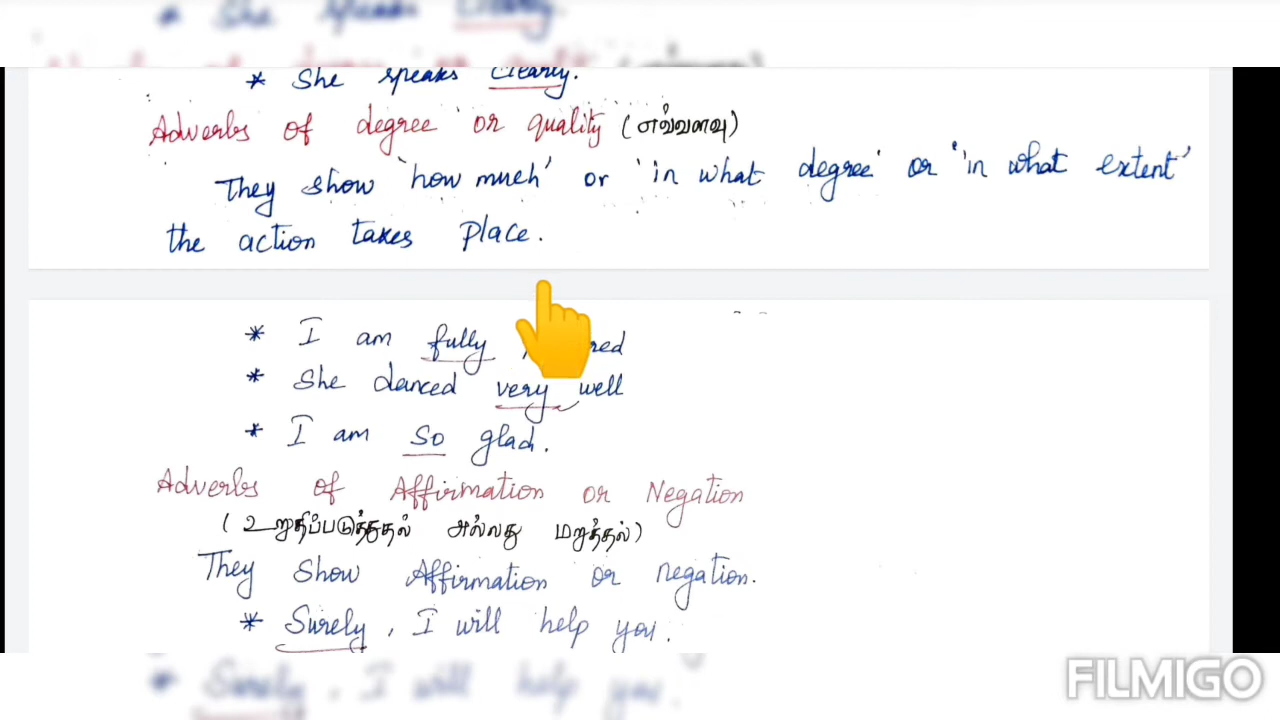 * She speaks clearly.
Adverbs of degree or quality (எவ்வளவு)
They show 'how much' or 'in what degree' or 'in what extent'
the action takes place.
* I am fully red
* She danced very well
* I am so glad.
Adverbs of Affirmation or Negation
(உறுதிப்படுத்துதல் அல்லது மறுத்தல்)
They Show Affirmation or negation.
* Surely, I will help you.
FILMIGO